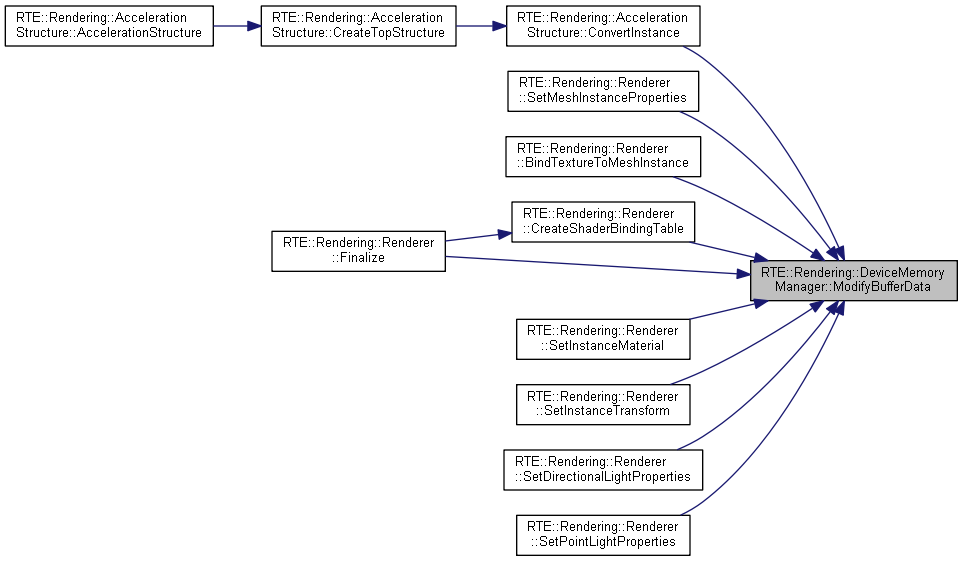 RTE::Rendering::Acceleration
Structure::AccelerationStructure
RTE::Rendering::Acceleration
Structure::CreateTopStructure
RTE::Rendering::Acceleration
Structure::ConvertInstance
RTE::Rendering::Renderer
::SetMeshInstanceProperties
RTE::Rendering::Renderer
::BindTextureToMeshInstance
RTE::Rendering::Renderer
::CreateShaderBindingTable
RTE::Rendering::Renderer
::Finalize
RTE::Rendering::DeviceMemory
Manager::ModifyBufferData
RTE::Rendering::Renderer
::SetInstanceMaterial
RTE::Rendering::Renderer
::SetInstanceTransform
RTE::Rendering::Renderer
::SetDirectionalLightProperties
RTE::Rendering::Renderer
::SetPointLightProperties